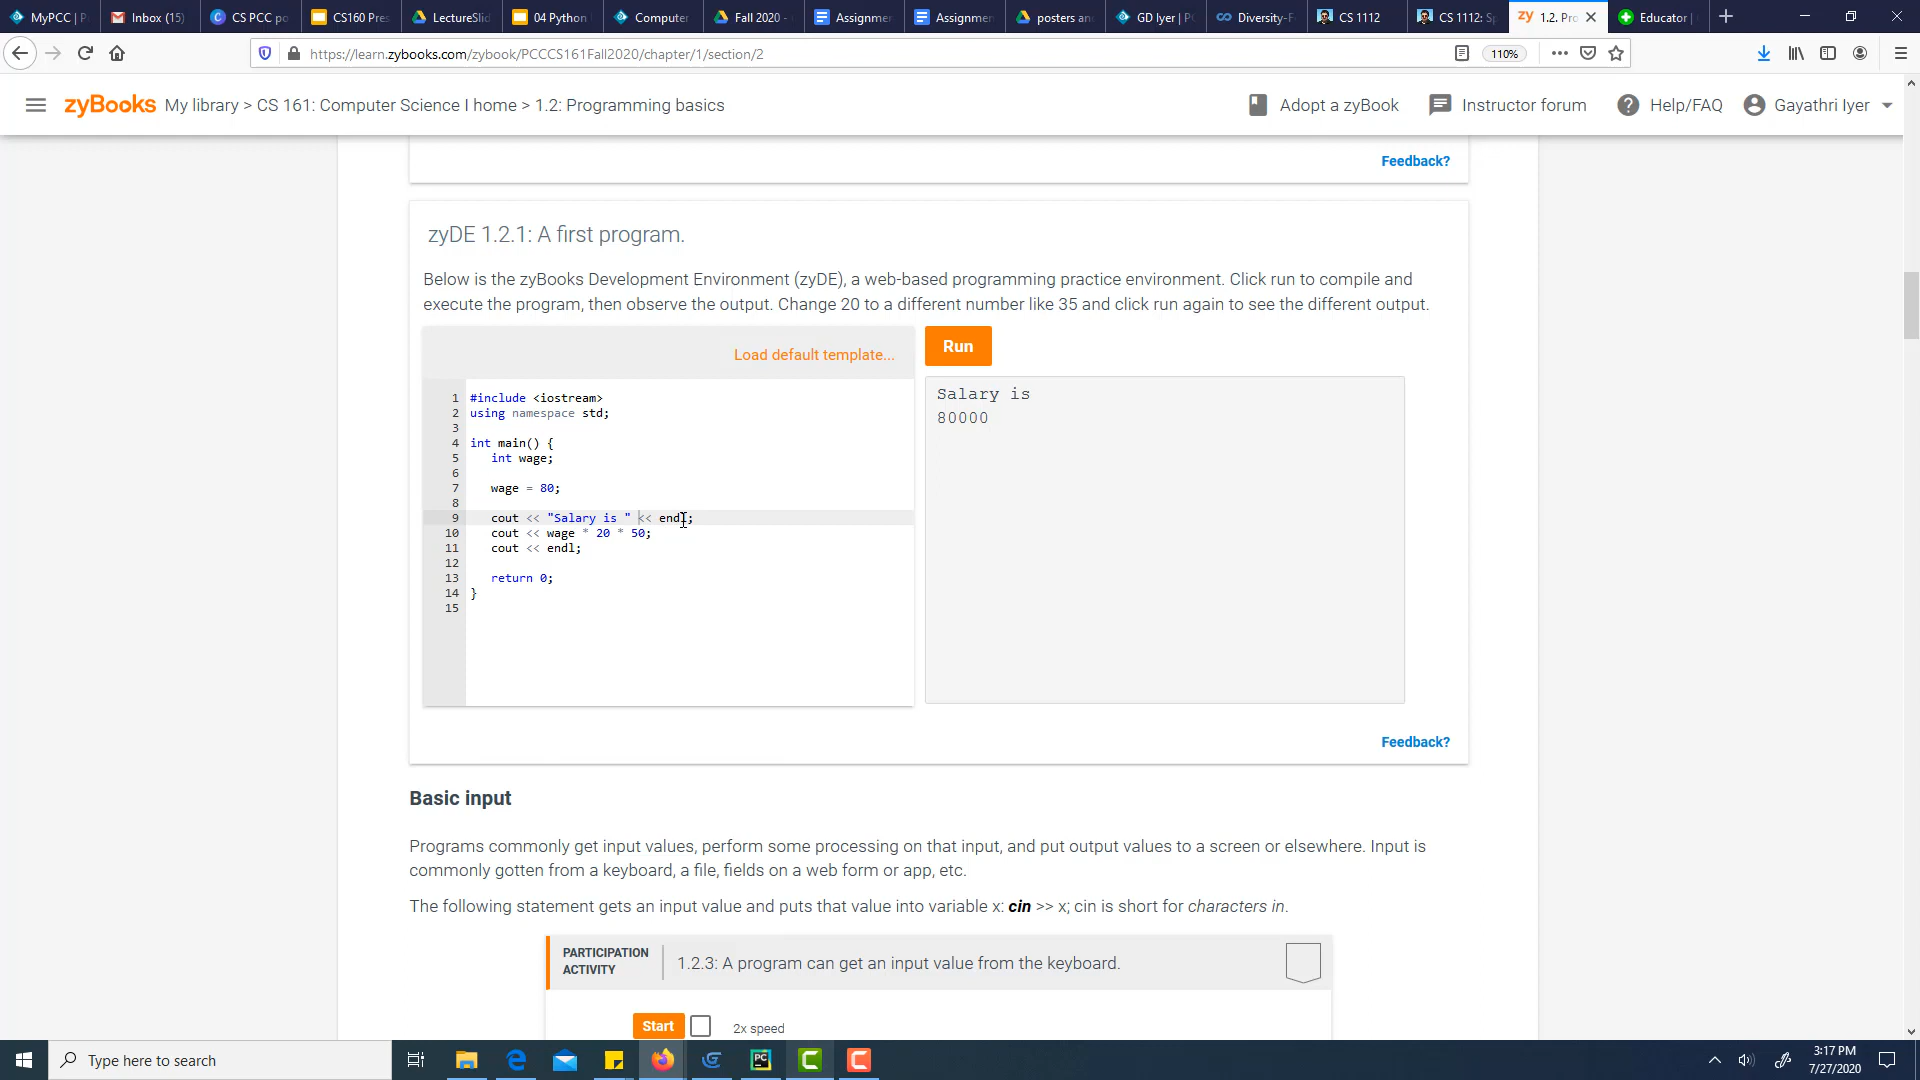 MyPCC | P
Inbox (15)
CS PCC po
CS160 Pres
LectureSlid
04 Python
Computer
Fall 2020 -
Assignmen
Assignmen
posters an
GD Iyer | P
Diversity-F
CS 1112
CS 1112: Sp
zy 1.2. Pro
Educator |
https://learn.zybooks.com/zybook/PCCCS161Fall2020/chapter/1/section/2
110%
zyBooks My library > CS 161: Computer Science I home > 1.2: Programming basics
Adopt a zyBook
Instructor forum
Help/FAQ
Gayathri Iyer
Feedback?
zyDE 1.2.1: A first program.
Below is the zyBooks Development Environment (zyDE), a web-based programming practice environment. Click run to compile and
execute the program, then observe the output. Change 20 to a different number like 35 and click run again to see the different output.
Load default template...
Run
1 #include <iostream>
2 using namespace std;
3
4 int main() {
5 int wage;
6
7 wage = 80;
8
9 cout << "Salary is " << endl;
10 cout << wage * 20 * 50;
11 cout << endl;
12
13 return 0;
14 }
15
Salary is
80000
Feedback?
Basic input
Programs commonly get input values, perform some processing on that input, and put output values to a screen or elsewhere. Input is
commonly gotten from a keyboard, a file, fields on a web form or app, etc.
The following statement gets an input value and puts that value into variable x: cin >> x; cin is short for characters in.
PARTICIPATION
ACTIVITY
1.2.3: A program can get an input value from the keyboard.
Start
2x speed
Type here to search
3:17 PM
7/27/2020